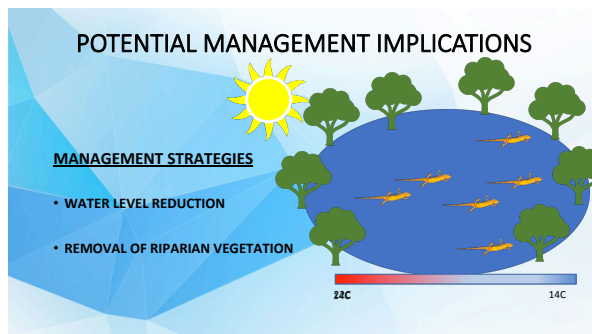 POTENTIAL MANAGEMENT IMPLICATIONS
MANAGEMENT STRATEGIES
• WATER LEVEL REDUCTION
• REMOVAL OF RIPARIAN VEGETATION
14C